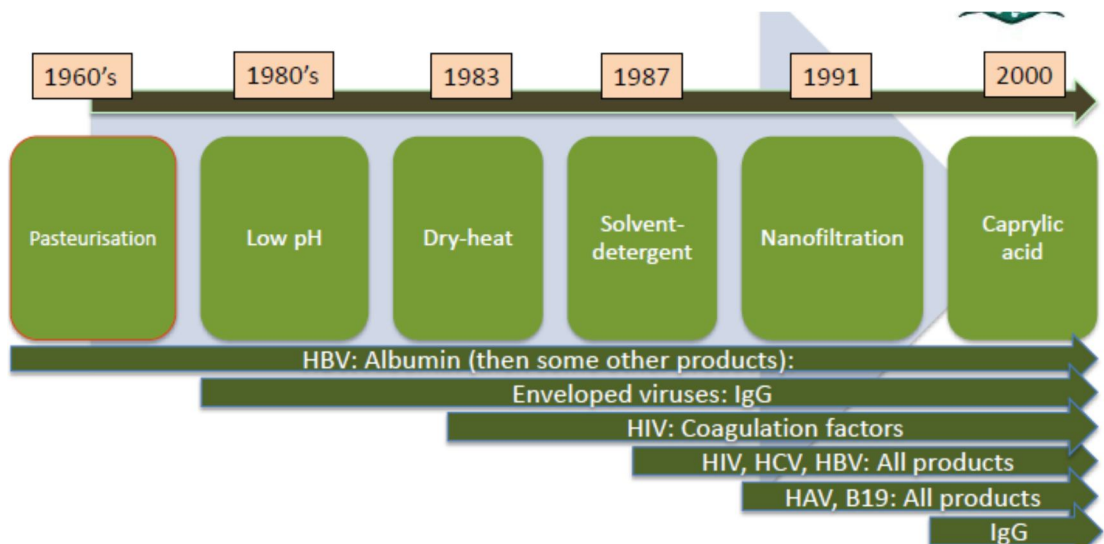 1960's
1980's
1983
1987
1991
2000
Pasteurisation
Low pH
Dry-heat
Solvent-
detergent
Nanofiltration
Caprylic
acid
HBV: Albumin (then some other products):
Enveloped viruses: IgG
HIV: Coagulation factors
HIV, HCV, HBV: All products
HAV, B19: All products
IgG